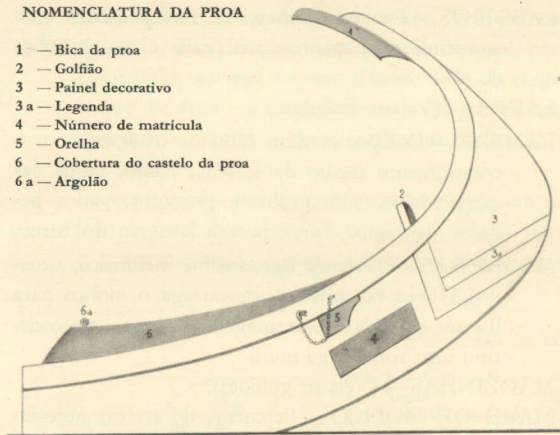 NOMENCLATURA DA PROA
1 — Bica da proa
2 — Golfião
3 — Painel decorativo
3 a — Legenda
4 — Número de matrícula
5 — Orelha
6 — Cobertura do castelo da proa
6 a — Argolão
1
2
3
3a
6a
6
5
4